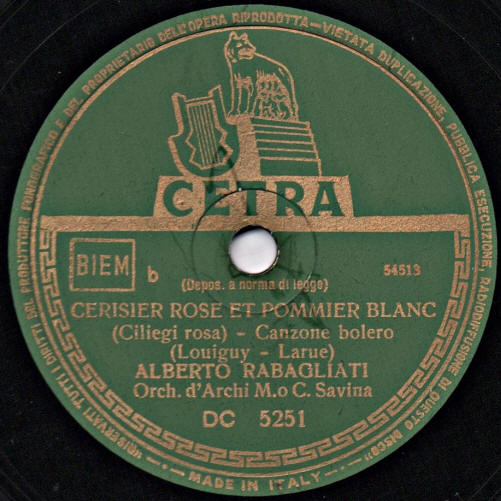 "RISERVATI TUTTI I DIRITTI DEL PRODUTTORE FONOGRAFICO E DEL PROPRIETARIO DELL'OPERA RIPRODOTTA - VIETATA DUPLICAZIONE, PUBBLICA ESECUZIONE, RADIODIFFUSIONE DI QUESTO DISCO"
CETRA
BIEM b
(Depos. a norma di legge)
54513
CERISIER ROSE ET POMMIER BLANC
(Ciliegi rosa) - Canzone bolero
(Louiguy - Larue)
ALBERTO RABAGLIATI
Orch. d'Archi M.o C. Savina
DC 5251
MADE IN ITALY